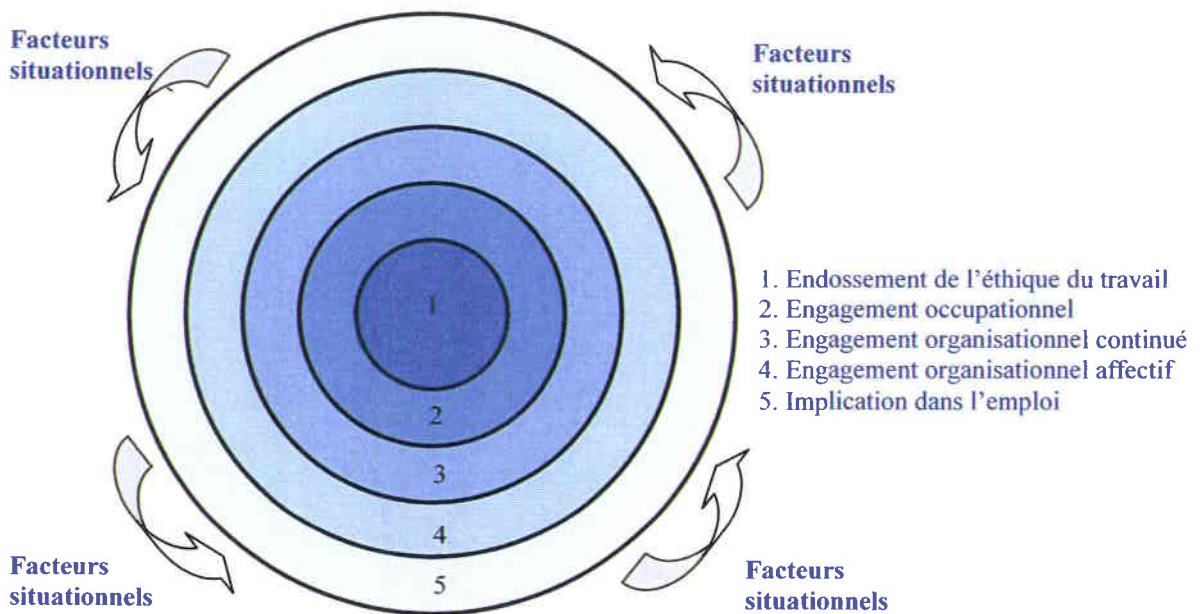 Facteurs
situationnels
Facteurs
situationnels
1
2
3
4
5
1. Endossement de l'éthique du travail
2. Engagement occupationnel
3. Engagement organisationnel continué
4. Engagement organisationnel affectif
5. Implication dans l'emploi
Facteurs
situationnels
Facteurs
situationnels